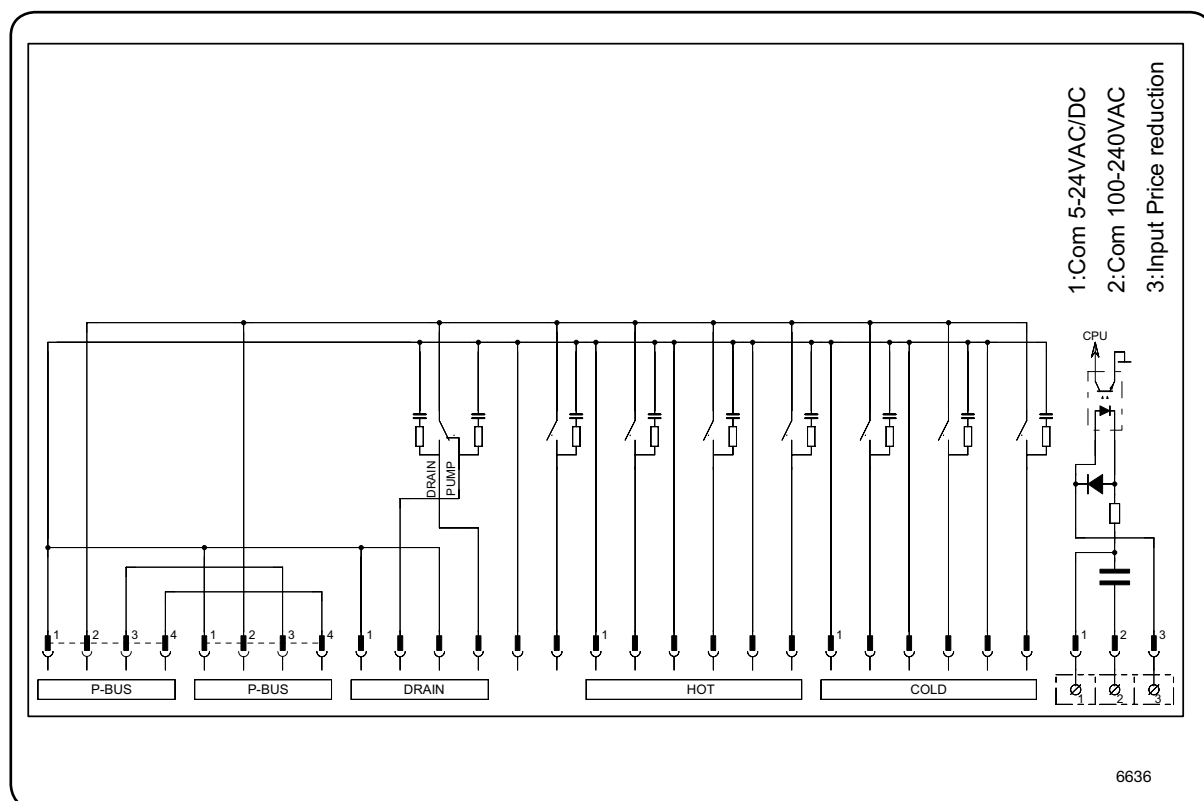 1:Com 5-24VAC/DC
2:Com 100-240VAC
3:Input Price reduction
CPU
DRAIN
PUMP
1 2 3 4 1 2 3 4 1 1 1 1 2 3
P-BUS P-BUS DRAIN HOT COLD
1 2 3
6636